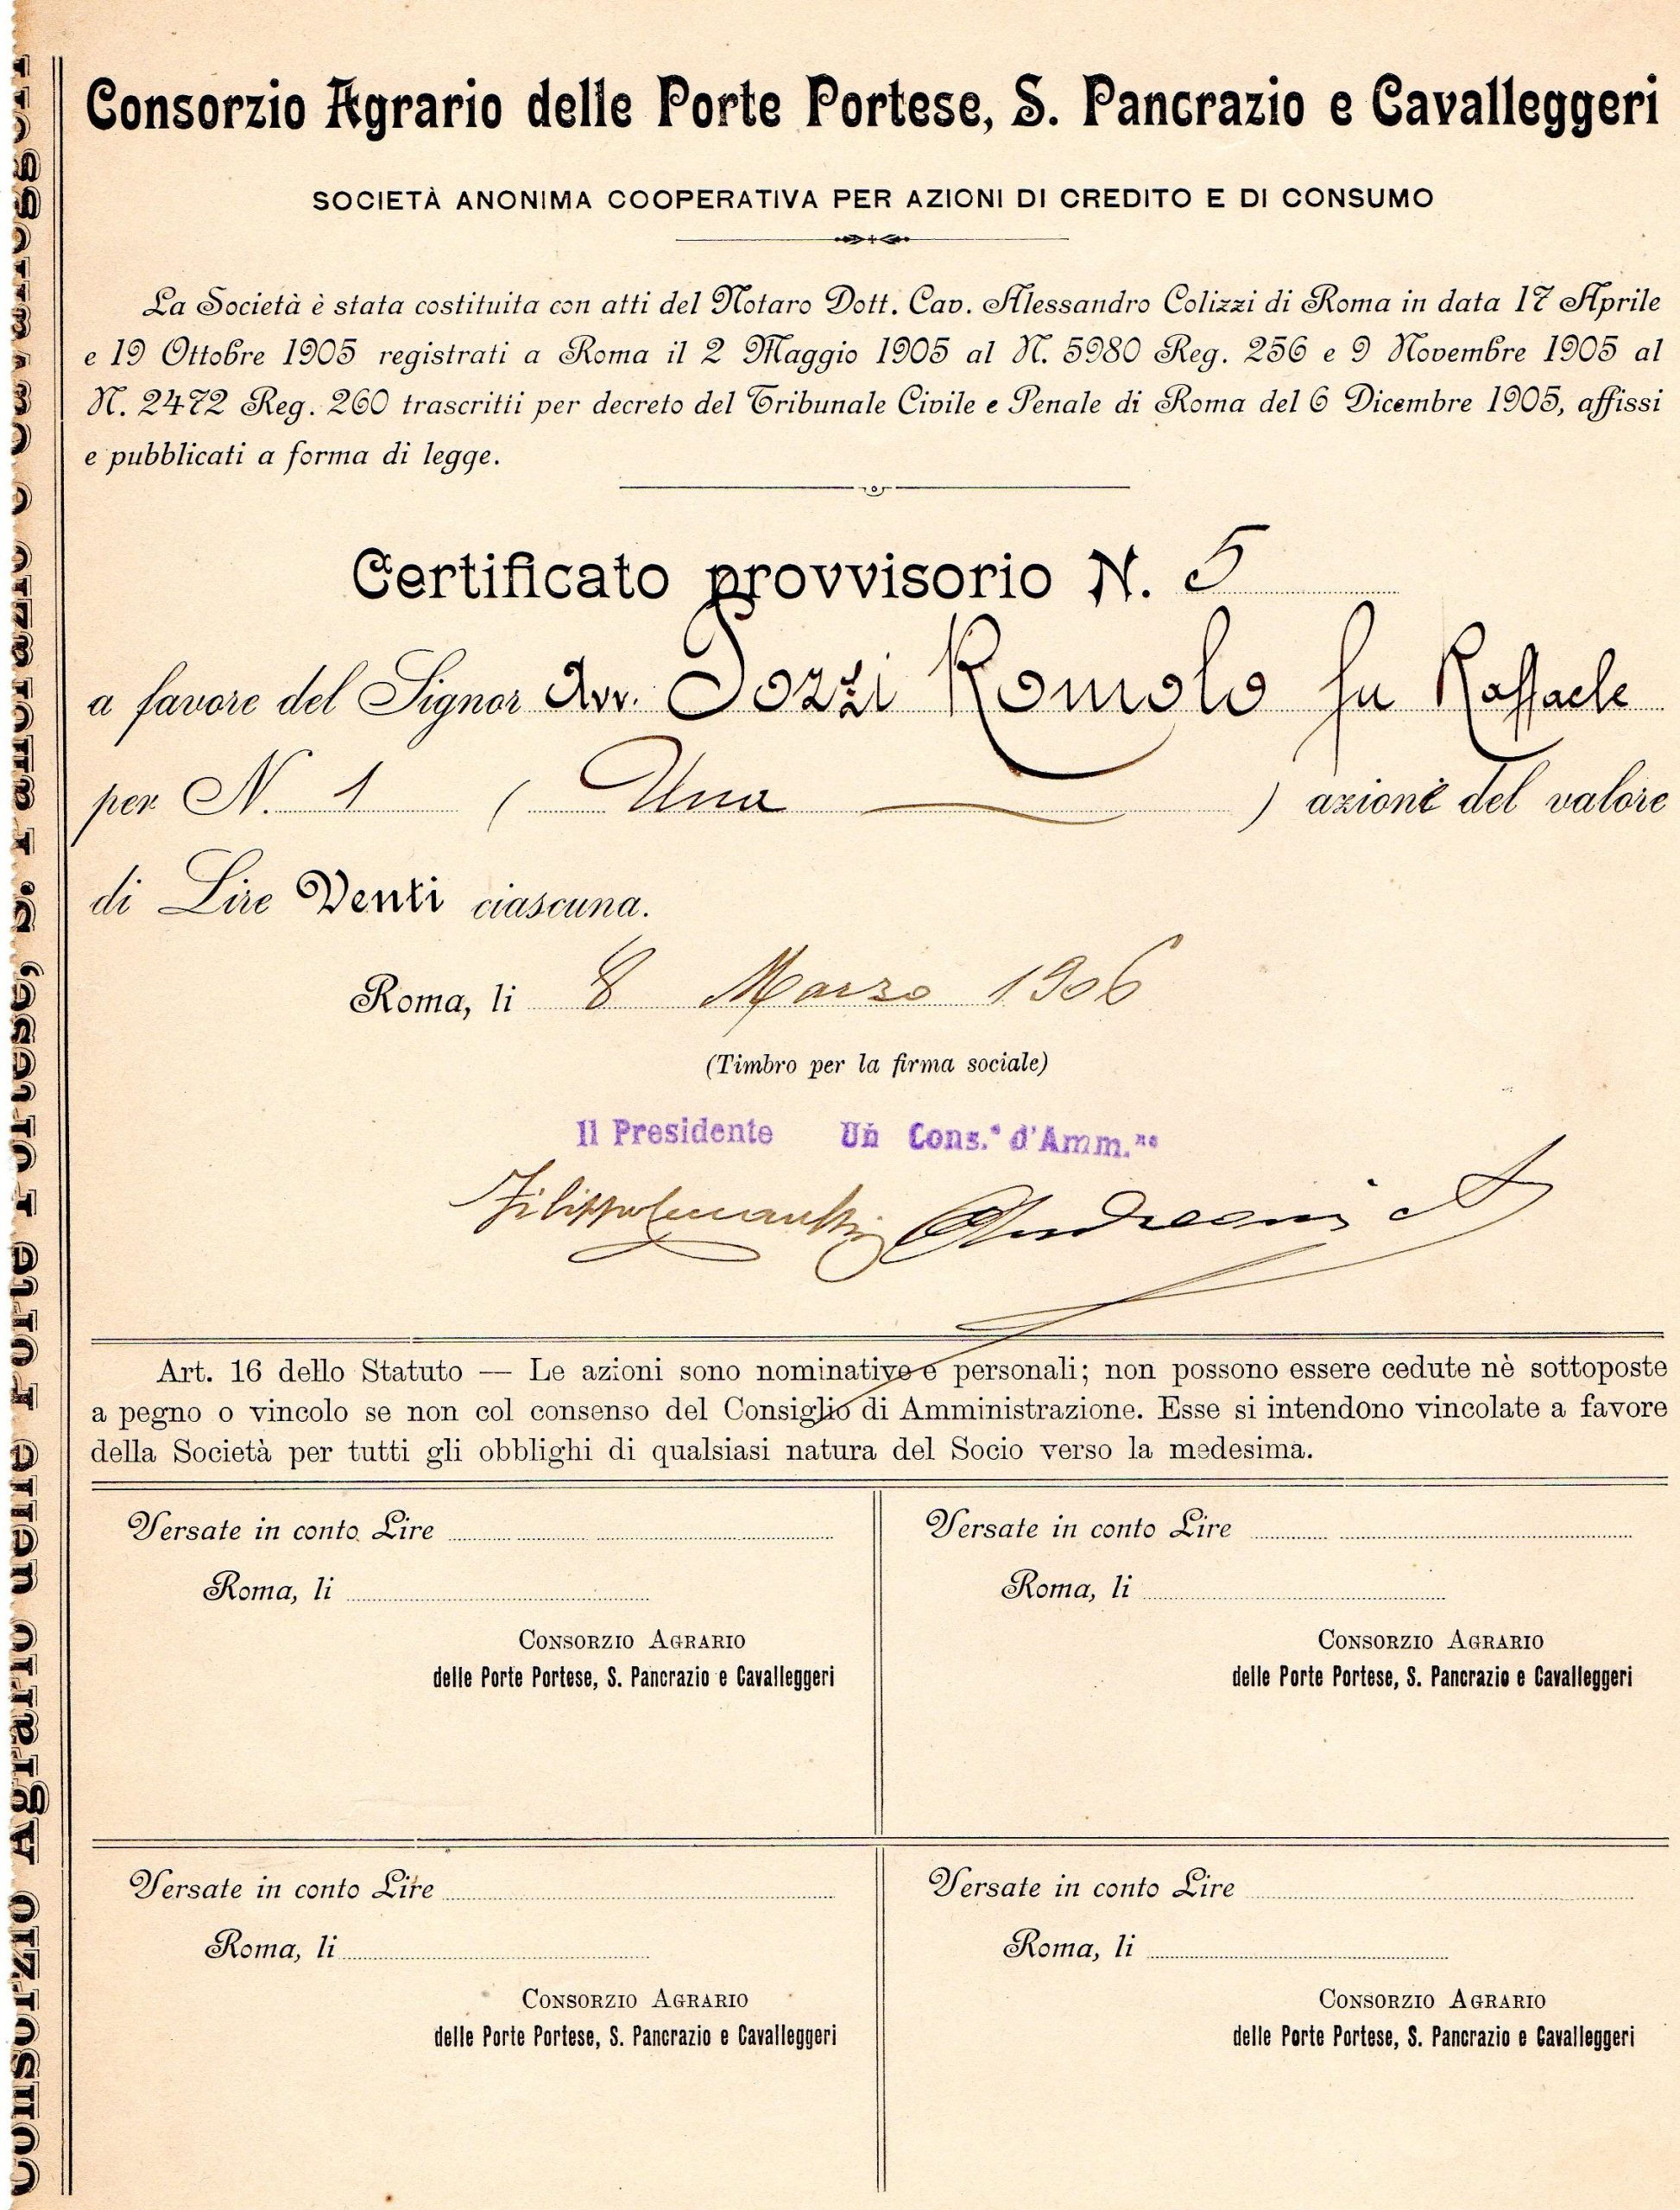 Consorzio Agrario delle Porte Portese, S. Pancrazio e Cavalleggeri
SOCIETÀ ANONIMA COOPERATIVA PER AZIONI DI CREDITO E DI CONSUMO
La Società è stata costituita con atti del Notaro Dott. Cav. Alessandro Colizzi di Roma in data 17 Aprile
e 19 Ottobre 1905 registrati a Roma il 2 Maggio 1905 al N. 5980 Reg. 256 e 9 Novembre 1905 al
N. 2472 Reg. 260 trascritti per decreto del Tribunale Civile e Penale di Roma del 6 Dicembre 1905, affissi
e pubblicati a forma di legge.
Certificato provvisorio N. 5
a favore del Signor Avv. Pozzi Romolo fu Raffaele
per N. 1 ( Una ) azione del valore
di Lire Venti ciascuna.
Roma, li 8 Marzo 1906
(Timbro per la firma sociale)
Il Presidente Un Cons.e d'Amm.ne
Filippo Andreoni A
Art. 16 dello Statuto — Le azioni sono nominative e personali; non possono essere cedute nè sottoposte
a pegno o vincolo se non col consenso del Consiglio di Amministrazione. Esse si intendono vincolate a favore
della Società per tutti gli obblighi di qualsiasi natura del Socio verso la medesima.
Versate in conto Lire
Roma, li
CONSORZIO AGRARIO
delle Porte Portese, S. Pancrazio e Cavalleggeri
Versate in conto Lire
Roma, li
CONSORZIO AGRARIO
delle Porte Portese, S. Pancrazio e Cavalleggeri
Versate in conto Lire
Roma, li
CONSORZIO AGRARIO
delle Porte Portese, S. Pancrazio e Cavalleggeri
Versate in conto Lire
Roma, li
CONSORZIO AGRARIO
delle Porte Portese, S. Pancrazio e Cavalleggeri
Consorzio Agrario delle Porte Portese, S. Pancrazio e Cavalleggeri